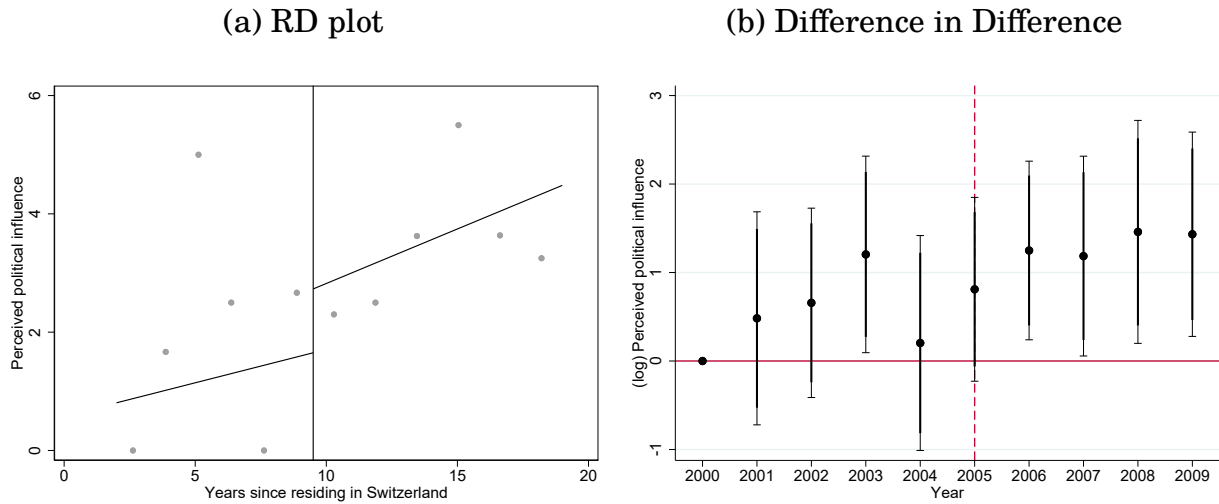 (a) RD plot
Perceived political influence
6
4
2
0
0 5 10 15 20
Years since residing in Switzerland
(b) Difference in Difference
(log) Perceived political influence
3
2
1
0
-1
2000 2001 2002 2003 2004 2005 2006 2007 2008 2009
Year